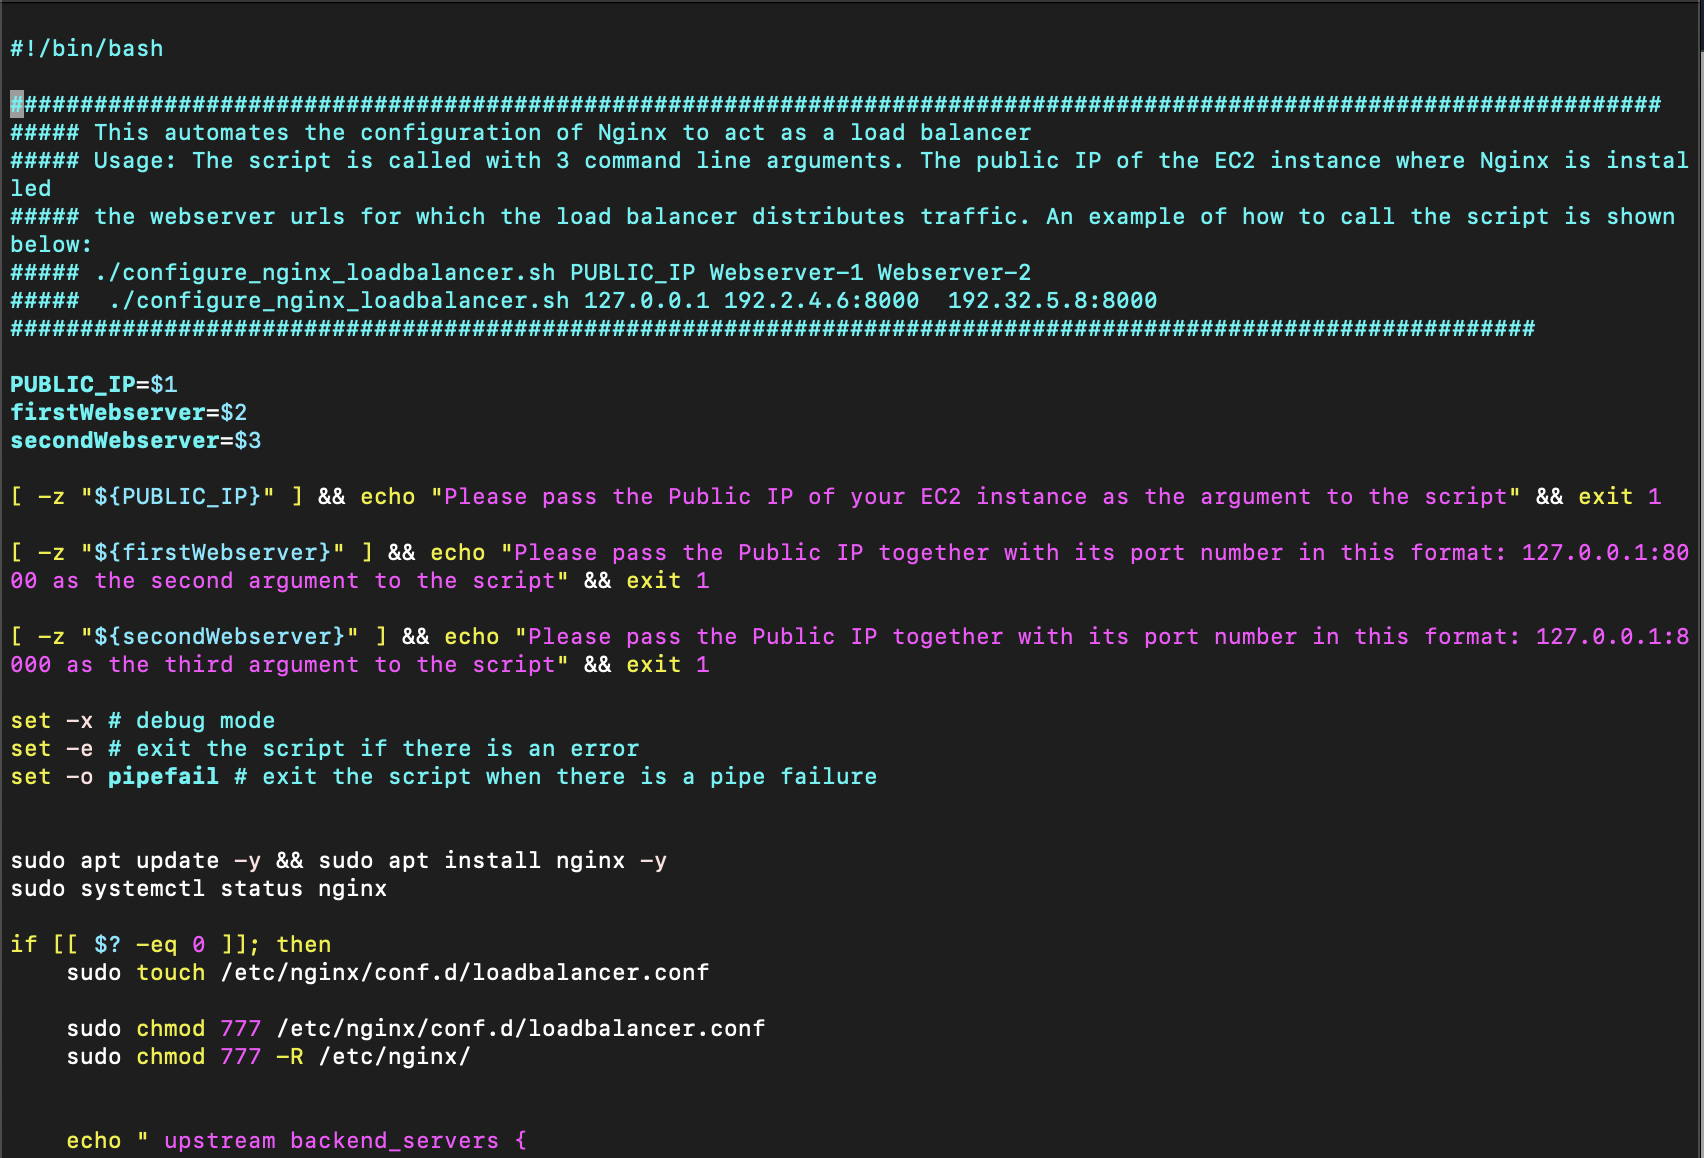 #!/bin/bash
######################################################################################################################
##### This automates the configuration of Nginx to act as a load balancer
##### Usage: The script is called with 3 command line arguments. The public IP of the EC2 instance where Nginx is instal
led
##### the webserver urls for which the load balancer distributes traffic. An example of how to call the script is shown
below:
##### ./configure_nginx_loadbalancer.sh PUBLIC_IP Webserver-1 Webserver-2
#####  ./configure_nginx_loadbalancer.sh 127.0.0.1 192.2.4.6:8000  192.32.5.8:8000
#############################################################################################################
PUBLIC_IP=$1
firstWebserver=$2
secondWebserver=$3
[ -z "${PUBLIC_IP}" ] && echo "Please pass the Public IP of your EC2 instance as the argument to the script" && exit 1
[ -z "${firstWebserver}" ] && echo "Please pass the Public IP together with its port number in this format: 127.0.0.1:80
00 as the second argument to the script" && exit 1
[ -z "${secondWebserver}" ] && echo "Please pass the Public IP together with its port number in this format: 127.0.0.1:8
000 as the third argument to the script" && exit 1
set -x # debug mode
set -e # exit the script if there is an error
set -o pipefail # exit the script when there is a pipe failure
sudo apt update -y && sudo apt install nginx -y
sudo systemctl status nginx
if [[ $? -eq 0 ]]; then
    sudo touch /etc/nginx/conf.d/loadbalancer.conf
    sudo chmod 777 /etc/nginx/conf.d/loadbalancer.conf
    sudo chmod 777 -R /etc/nginx/
    echo " upstream backend_servers {